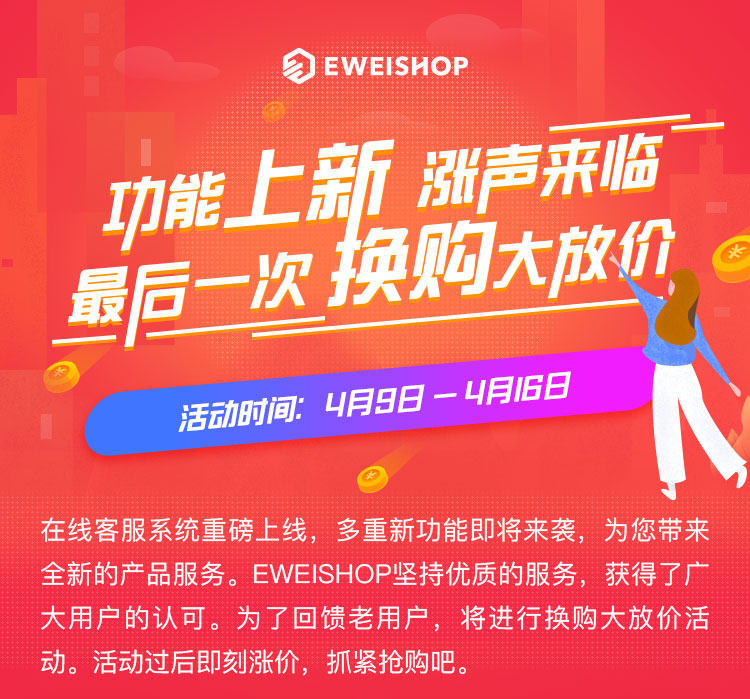 EWEISHOP
功能上新 涨声来临
最后一次 换购大放价
活动时间：4月9日－4月16日
在线客服系统重磅上线，多重新功能即将来袭，为您带来
全新的产品服务。EWEISHOP坚持优质的服务，获得了广
大用户的认可。为了回馈老用户，将进行换购大放价活
动。活动过后即刻涨价，抓紧抢购吧。